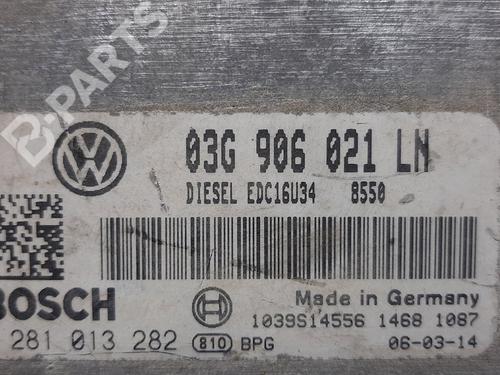 B-PARTS
03G 906 021 LN
DIESEL EDC16U34 8550
BOSCH
Made in Germany
1039S14556 1468 1087
281 013 282 810 BPG 06-03-14